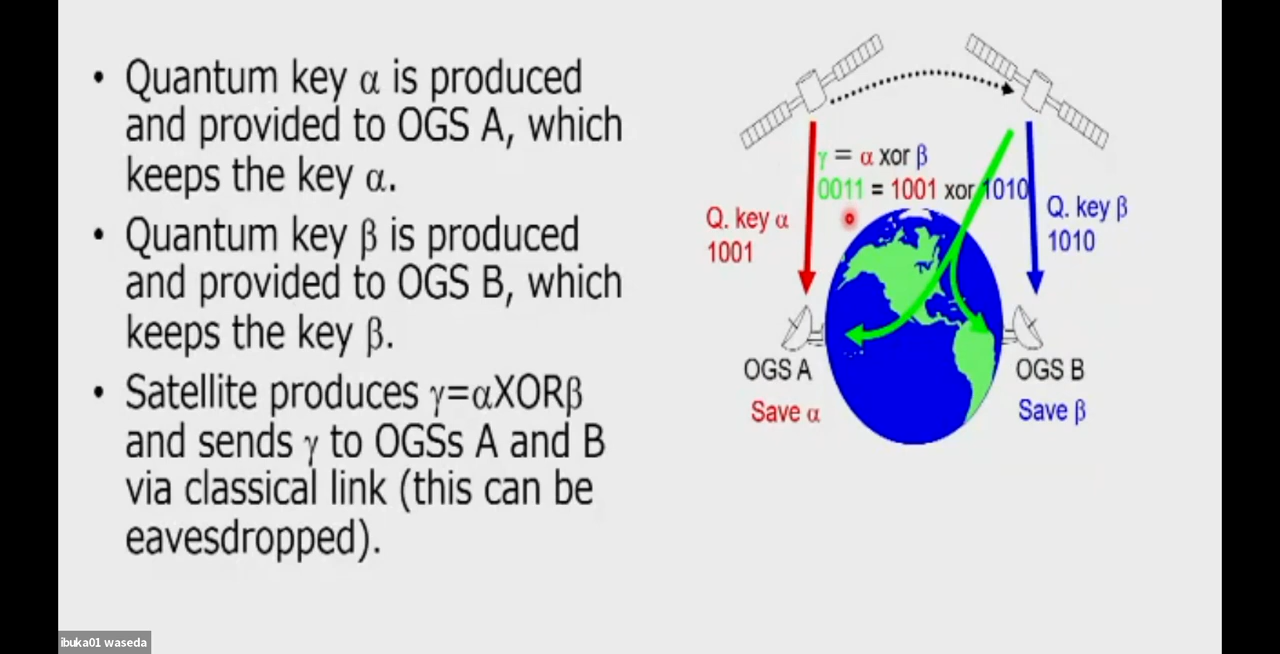 • Quantum key α is produced
and provided to OGS A, which
keeps the key α.
• Quantum key β is produced
and provided to OGS B, which
keeps the key β.
• Satellite produces γ=αXORβ
and sends γ to OGSs A and B
via classical link (this can be
eavesdropped).
γ = α xor β
0011 = 1001 xor 1010
Q. key α
1001
Q. key β
1010
OGS A
Save α
OGS B
Save β
ibuka01 waseda